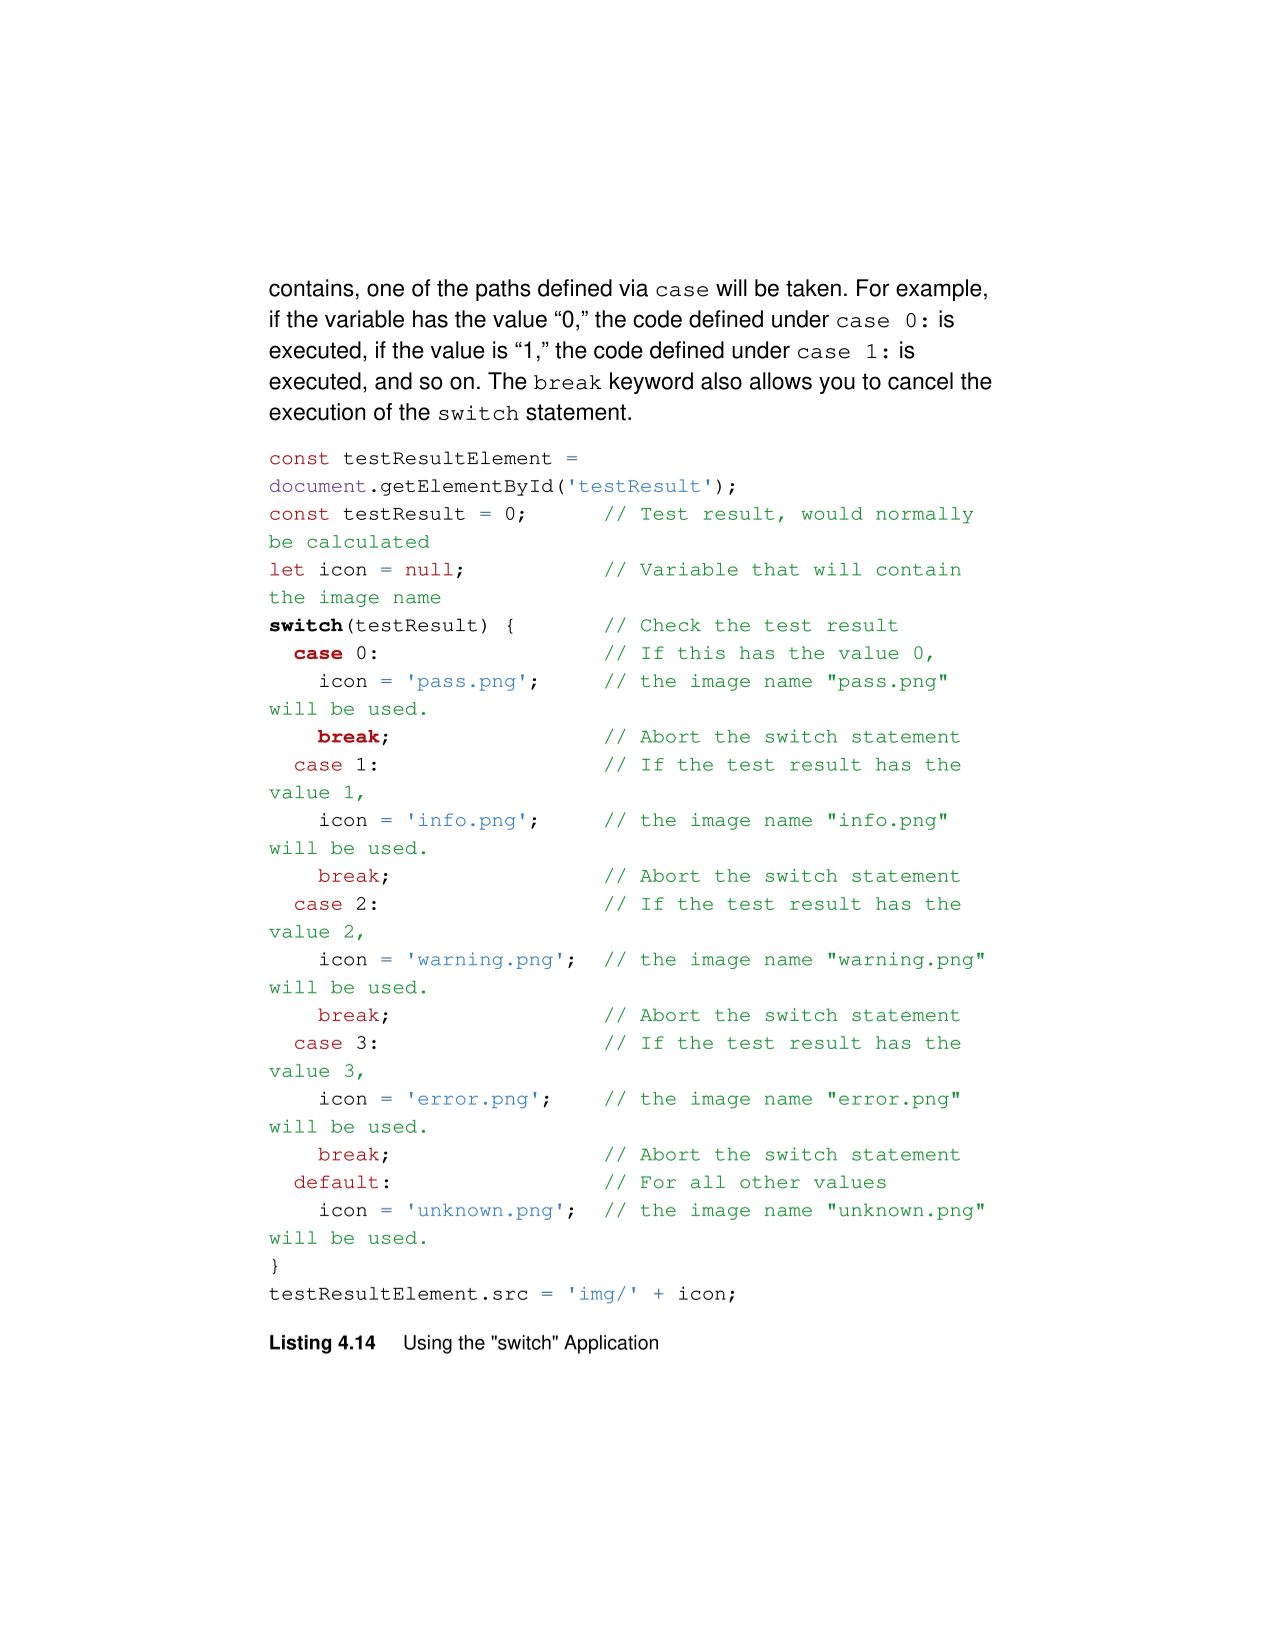 contains, one of the paths defined via case will be taken. For example,
if the variable has the value “0,” the code defined under case 0: is
executed, if the value is “1,” the code defined under case 1: is
executed, and so on. The break keyword also allows you to cancel the
execution of the switch statement.
const testResultElement =
document.getElementById('testResult');
const testResult = 0;      // Test result, would normally
be calculated
let icon = null;           // Variable that will contain
the image name
switch(testResult) {       // Check the test result
  case 0:                  // If this has the value 0,
    icon = 'pass.png';     // the image name "pass.png"
will be used.
    break;                 // Abort the switch statement
  case 1:                  // If the test result has the
value 1,
    icon = 'info.png';     // the image name "info.png"
will be used.
    break;                 // Abort the switch statement
  case 2:                  // If the test result has the
value 2,
    icon = 'warning.png';  // the image name "warning.png"
will be used.
    break;                 // Abort the switch statement
  case 3:                  // If the test result has the
value 3,
    icon = 'error.png';    // the image name "error.png"
will be used.
    break;                 // Abort the switch statement
  default:                 // For all other values
    icon = 'unknown.png';  // the image name "unknown.png"
will be used.
}
testResultElement.src = 'img/' + icon;
Listing 4.14 Using the "switch" Application